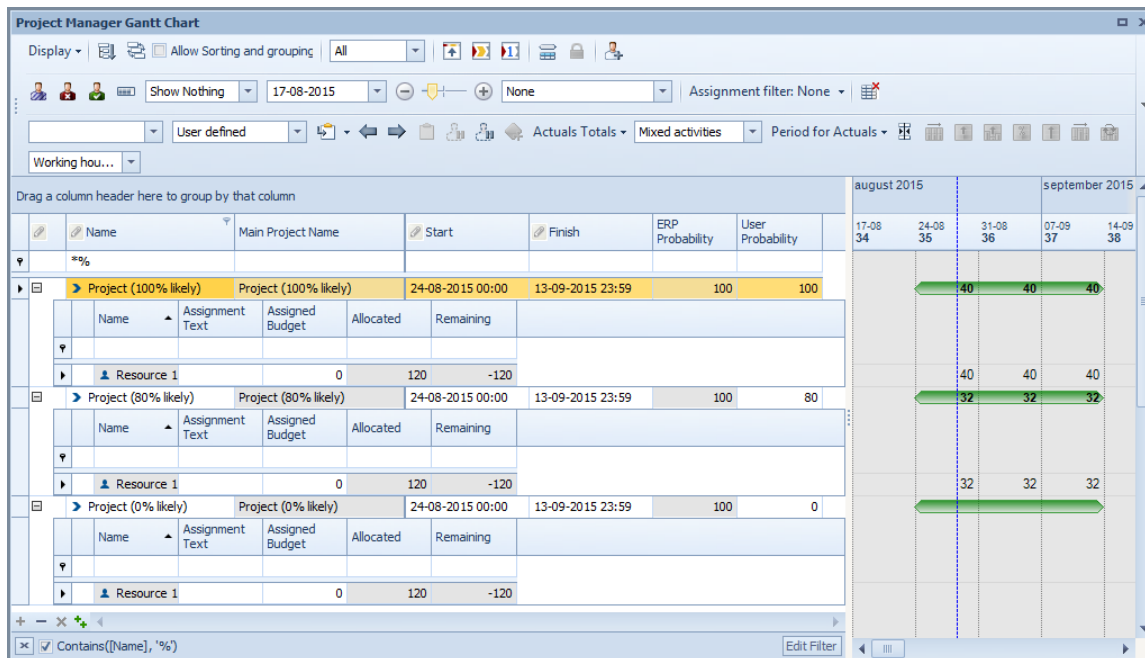 Project Manager Gantt Chart
Display Allow Sorting and grouping All
Show Nothing 17-08-2015 None Assignment filter: None
User defined Actuals Totals Mixed activities Period for Actuals
Working hou...
Drag a column header here to group by that column
august 2015 september 2015
Name Main Project Name Start Finish ERP Probability User Probability
17-08 24-08 31-08 07-09 14-09
34 35 36 37 38
*%
Project (100% likely) Project (100% likely) 24-08-2015 00:00 13-09-2015 23:59 100 100 40 40 40
Name Assignment Text Assigned Budget Allocated Remaining
Resource 1 0 120 -120 40 40 40
Project (80% likely) Project (80% likely) 24-08-2015 00:00 13-09-2015 23:59 100 80 32 32 32
Name Assignment Text Assigned Budget Allocated Remaining
Resource 1 0 120 -120 32 32 32
Project (0% likely) Project (0% likely) 24-08-2015 00:00 13-09-2015 23:59 100 0
Name Assignment Text Assigned Budget Allocated Remaining
Resource 1 0 120 -120
Contains([Name], '%') Edit Filter